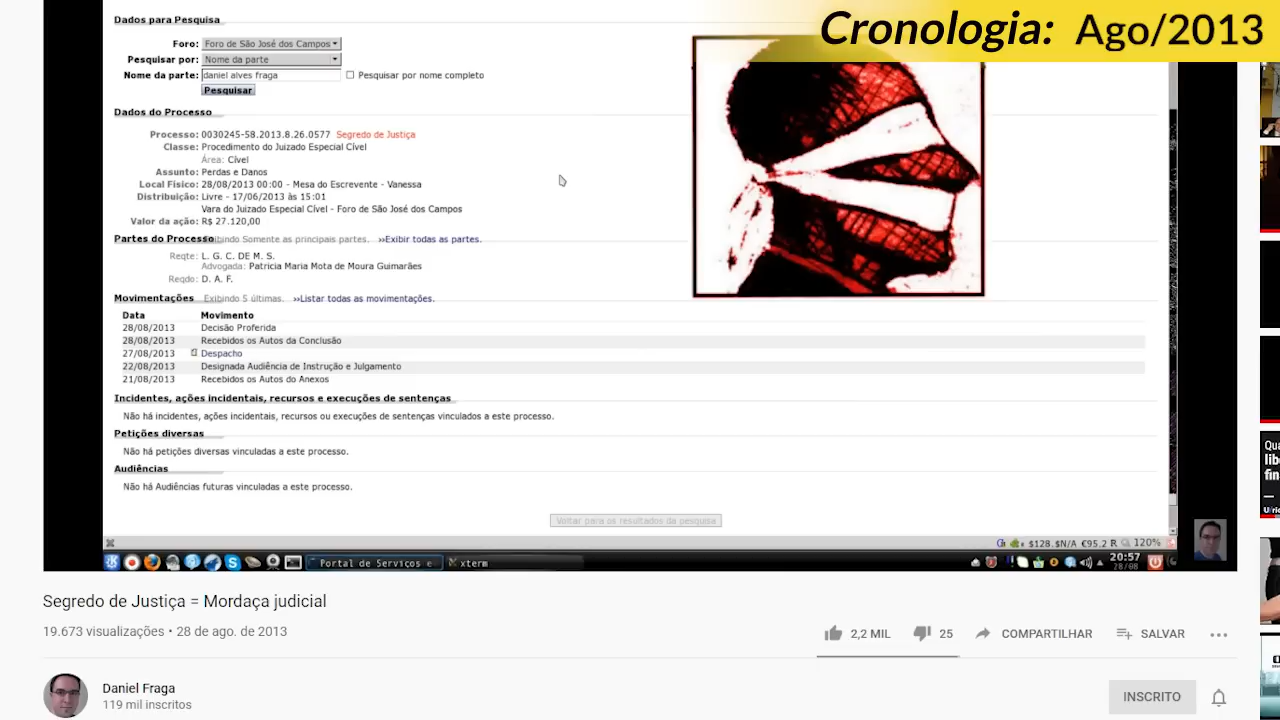 Cronologia: Ago/2013
Dados para Pesquisa
Foro: Foro de São José dos Campos
Pesquisar por: Nome da parte
Nome da parte: daniel alves fraga Pesquisar por nome completo
Pesquisar
Dados do Processo
Processo: 0030245-58.2013.8.26.0577 Segredo de Justiça
Classe: Procedimento do Juizado Especial Cível
Área: Cível
Assunto: Perdas e Danos
Local Físico: 28/08/2013 00:00 - Mesa do Escrevente - Vanessa
Distribuição: Livre - 17/06/2013 às 15:01
Vara do Juizado Especial Cível - Foro de São José dos Campos
Valor da ação: R$ 27.120,00
Partes do Processo Exibindo Somente as principais partes. »Exibir todas as partes.
Reqte: L. G. C. DE M. S.
Advogada: Patricia Maria Mota de Moura Guimarães
Reqdo: D. A. F.
Movimentações Exibindo 5 últimas. »Listar todas as movimentações.
Data Movimento
28/08/2013 Decisão Proferida
28/08/2013 Recebidos os Autos da Conclusão
27/08/2013 Despacho
22/08/2013 Designada Audiência de Instrução e Julgamento
21/08/2013 Recebidos os Autos do Anexos
Incidentes, ações incidentais, recursos e execuções de sentenças
Não há incidentes, ações incidentais, recursos ou execuções de sentenças vinculados a este processo.
Petições diversas
Não há petições diversas vinculadas a este processo.
Audiências
Não há Audiências futuras vinculadas a este processo.
Voltar para os resultados da pesquisa
$128. $N/A €95.2 R 120%
Portal de Serviços e xterm 20:57
28/08
Segredo de Justiça = Mordaça judicial
19.673 visualizações • 28 de ago. de 2013
2,2 MIL 25 COMPARTILHAR SALVAR
Daniel Fraga
119 mil inscritos
INSCRITO